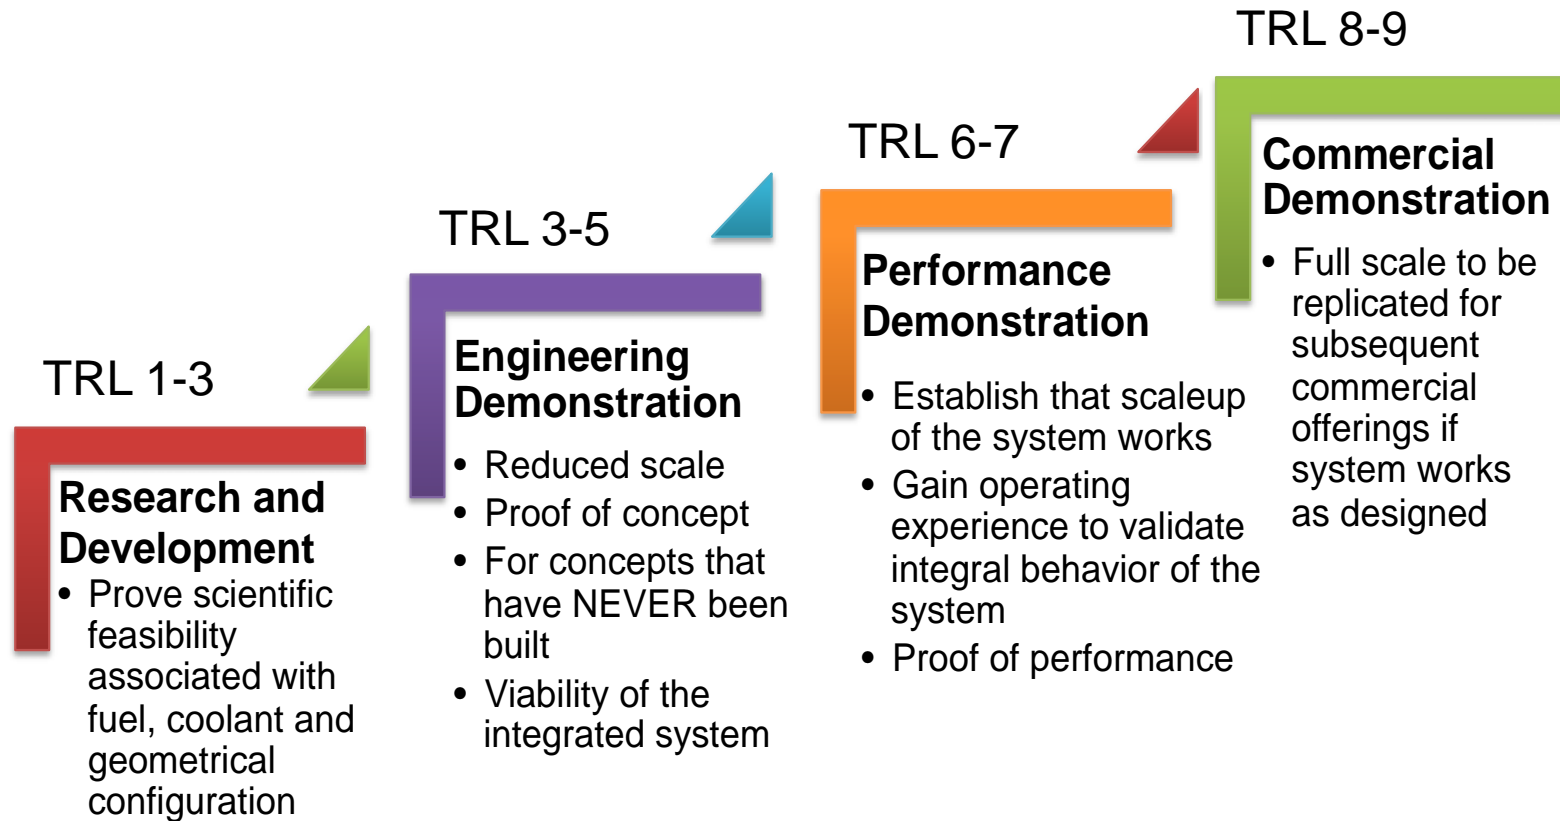 TRL 1-3
Research and
Development
• Prove scientific
feasibility
associated with
fuel, coolant and
geometrical
configuration
TRL 3-5
Engineering
Demonstration
• Reduced scale
• Proof of concept
• For concepts that
have NEVER been
built
• Viability of the
integrated system
TRL 6-7
Performance
Demonstration
• Establish that scaleup
of the system works
• Gain operating
experience to validate
integral behavior of the
system
• Proof of performance
TRL 8-9
Commercial
Demonstration
• Full scale to be
replicated for
subsequent
commercial
offerings if
system works
as designed